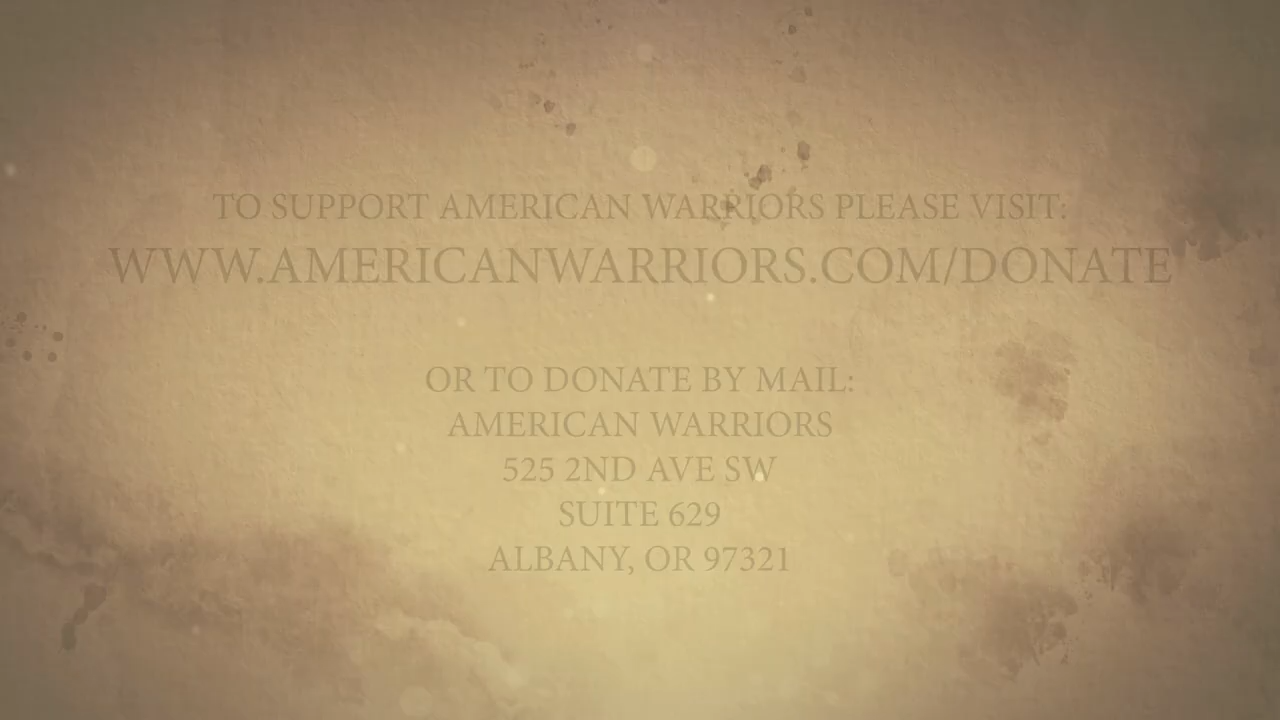 TO SUPPORT AMERICAN WARRIORS PLEASE VISIT:
WWW.AMERICANWARRIORS.COM/DONATE
OR TO DONATE BY MAIL:
AMERICAN WARRIORS
525 2ND AVE SW
SUITE 629
ALBANY, OR 97321